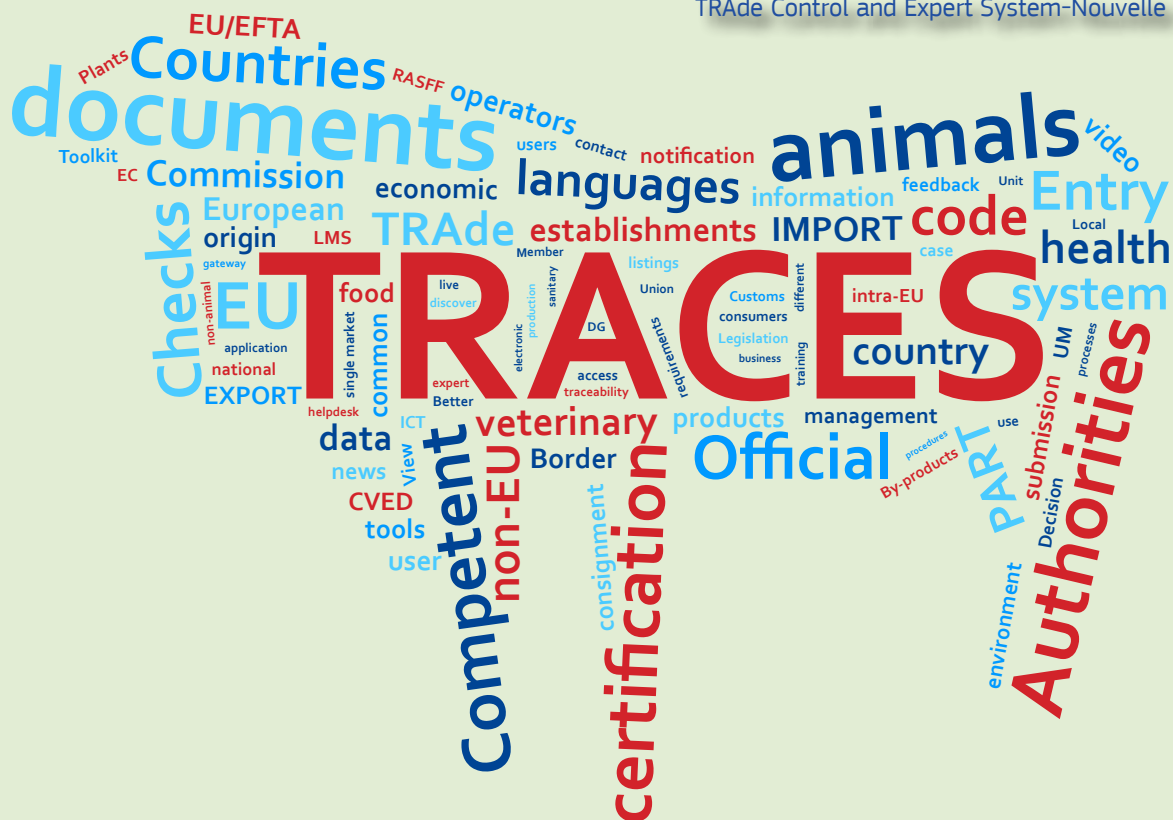 TRAde Control and Expert System-Nouvelle
EU/EFTA
Plants
Countries
RASFF
operators
documents
animals
video
Toolkit
users
contact
notification
EC
Commission
economic
languages
information
feedback
Unit
Entry
European
TRAde
establishments
IMPORT
code
Local
Checks
origin
LMS
Member
listings
case
health
gateway
TRACES
EU
food
live
discover
production
sanitary
Union
Customs
different
intra-EU
system
non-animal
application
single market
common
electronic
DG
requirements
consumers
Legislation
business
training
country
UM
processes
national
EXPORT
expert
Better
access
traceability
helpdesk
ICT
veterinary
products
management
use
data
View
Competent
non-EU
Border
certification
Official
procedures
By-products
PART
submission
Authorities
news
CVED
tools
user
consignment
Decision
environment